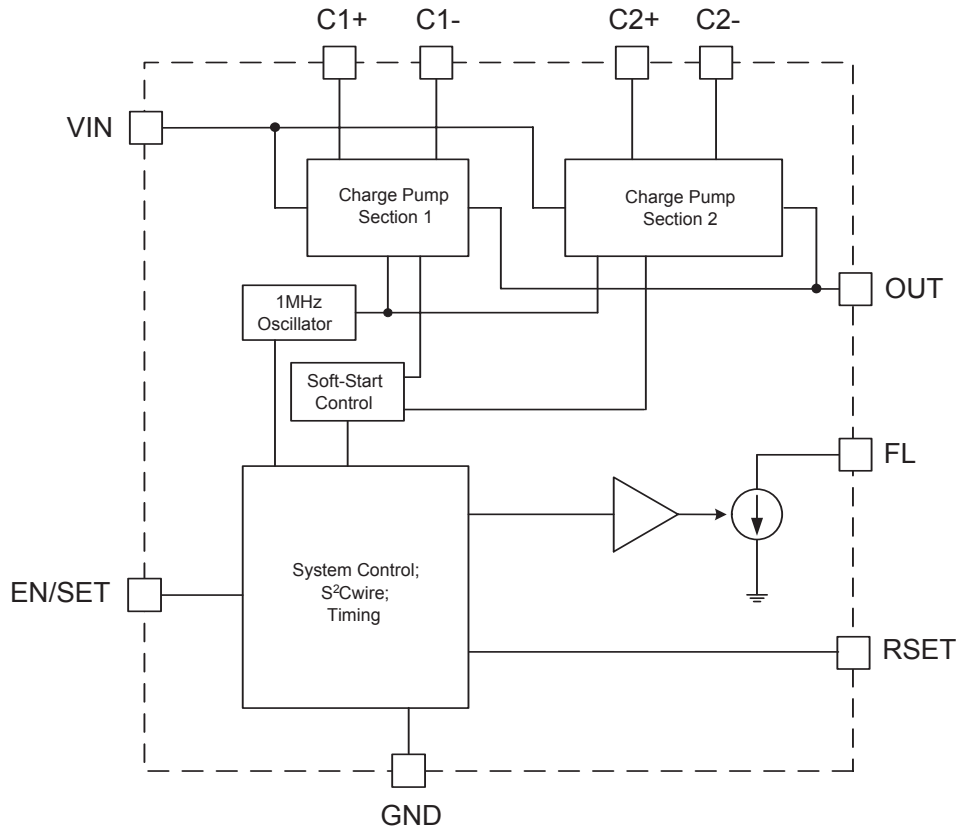 C1+
C1-
C2+
C2-
VIN
Charge Pump
Section 1
Charge Pump
Section 2
OUT
1MHz
Oscillator
Soft-Start
Control
FL
System Control;
S²Cwire;
Timing
EN/SET
RSET
GND